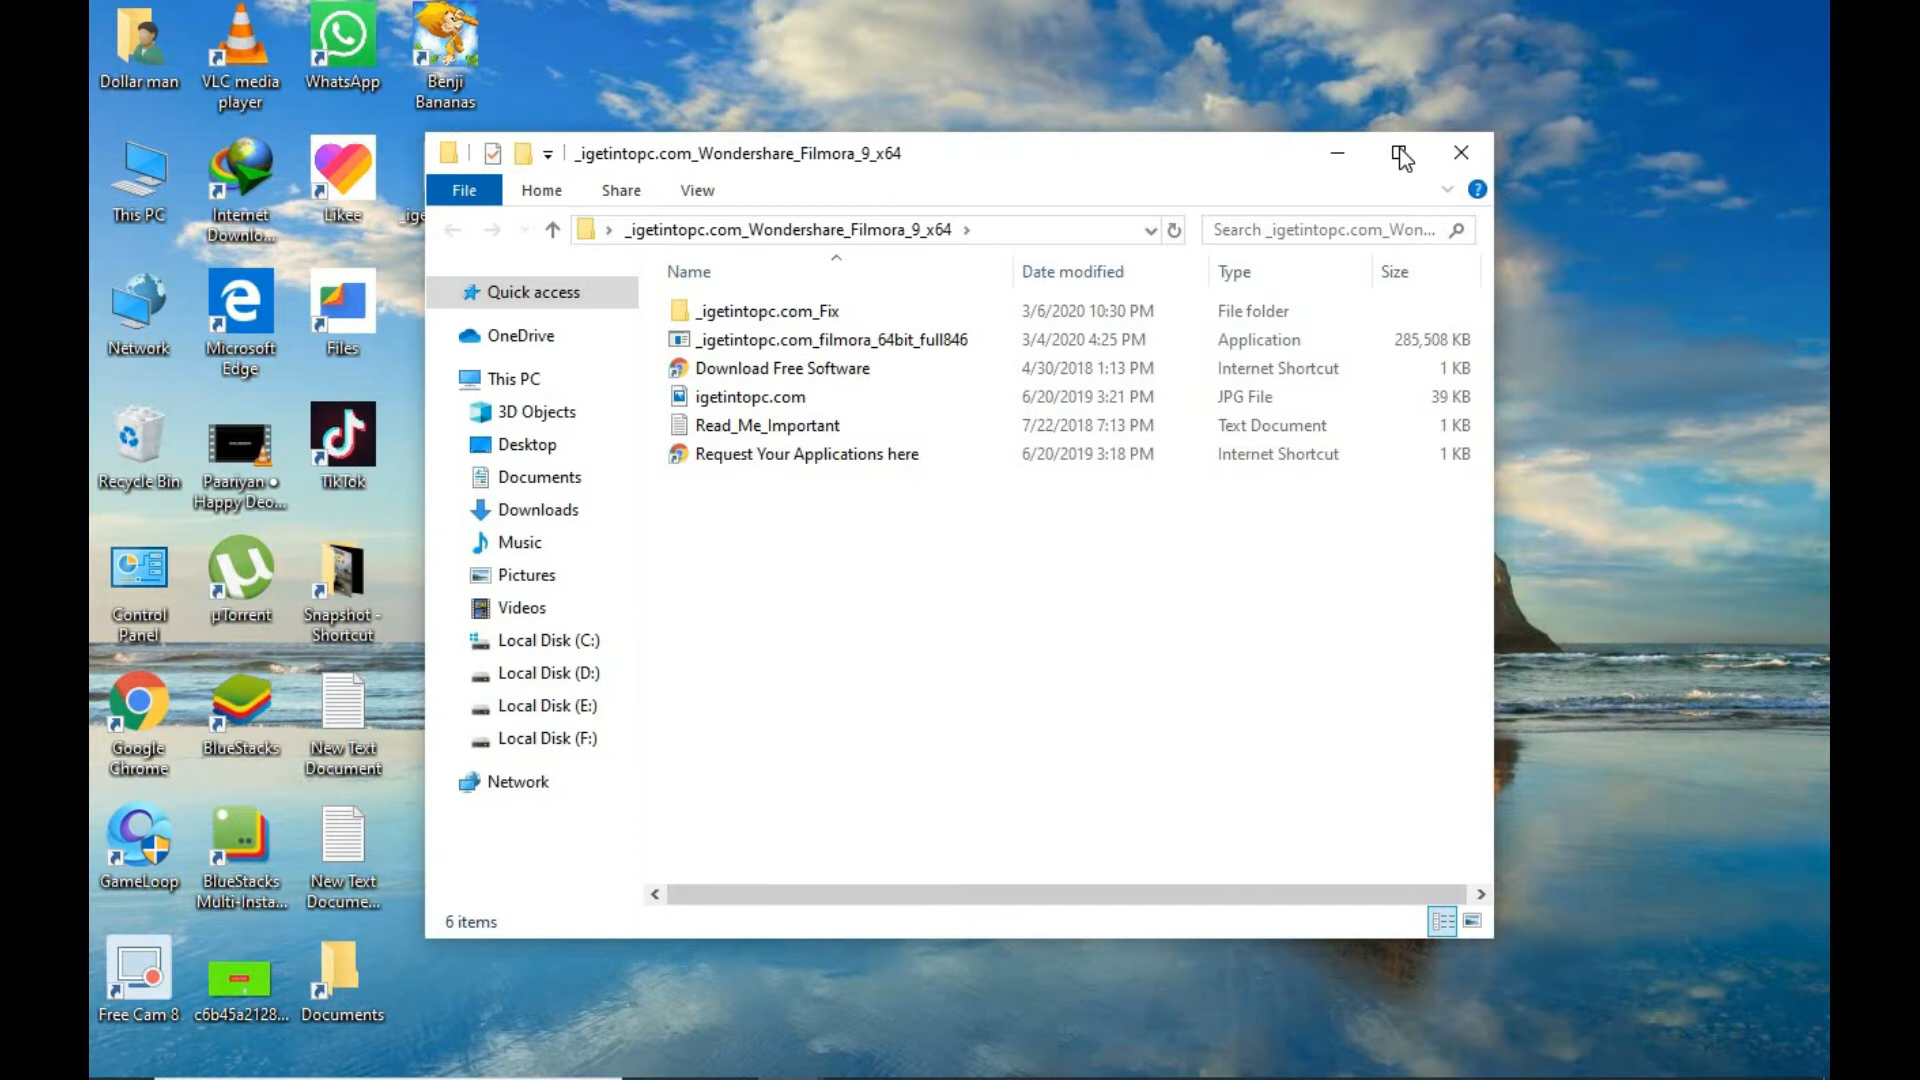 Dollar man
VLC media
player
WhatsApp
Benji
Bananas
This PC
Internet
Downlo...
Likee
_ige
Network
Microsoft
Edge
Files
Recycle Bin
Paariyan •
Happy Deo...
TikTok
Control
Panel
µTorrent
Snapshot -
Shortcut
Google
Chrome
BlueStacks
New Text
Document
GameLoop
BlueStacks
Multi-Insta...
New Text
Docume...
Free Cam 8
c6b45a2128...
Documents
_igetintopc.com_Wondershare_Filmora_9_x64
File Home Share View
_igetintopc.com_Wondershare_Filmora_9_x64
Search _igetintopc.com_Won...
Quick access
OneDrive
This PC
3D Objects
Desktop
Documents
Downloads
Music
Pictures
Videos
Local Disk (C:)
Local Disk (D:)
Local Disk (E:)
Local Disk (F:)
Network
Name Date modified Type Size
_igetintopc.com_Fix 3/6/2020 10:30 PM File folder
_igetintopc.com_filmora_64bit_full846 3/4/2020 4:25 PM Application 285,508 KB
Download Free Software 4/30/2018 1:13 PM Internet Shortcut 1 KB
igetintopc.com 6/20/2019 3:21 PM JPG File 39 KB
Read_Me_Important 7/22/2018 7:13 PM Text Document 1 KB
Request Your Applications here 6/20/2019 3:18 PM Internet Shortcut 1 KB
6 items